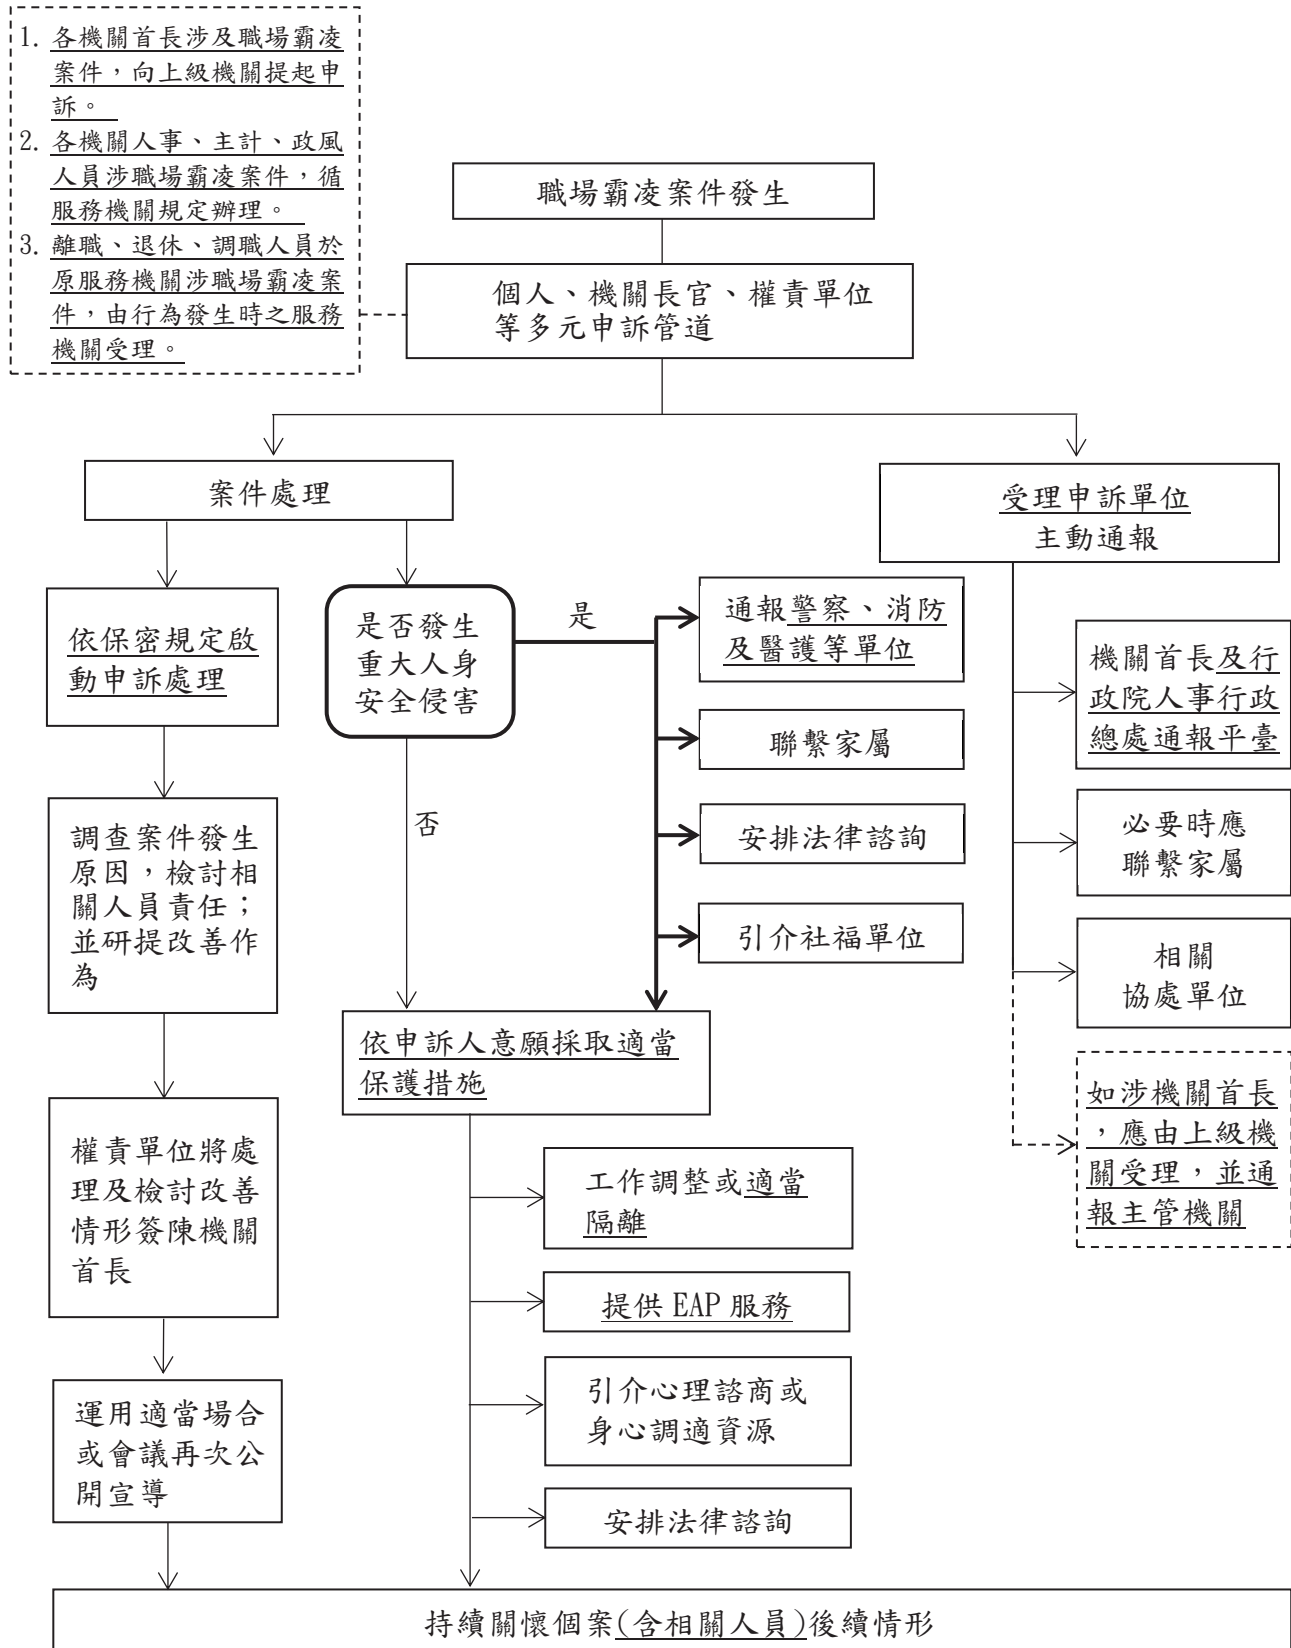 1. 各機關首長涉及職場霸凌
案件，向上級機關提起申
訴。
2. 各機關人事、主計、政風
人員涉職場霸凌案件，循
服務機關規定辦理。
3. 離職、退休、調職人員於
原服務機關涉職場霸凌案
件，由行為發生時之服務
機關受理。
職場霸凌案件發生
個人、機關長官、權責單位
等多元申訴管道
案件處理
受理申訴單位
主動通報
依保密規定啟
動申訴處理
是否發生
重大人身
安全侵害
是
否
通報警察、消防
及醫護等單位
聯繫家屬
安排法律諮詢
引介社福單位
機關首長及行
政院人事行政
總處通報平臺
必要時應
聯繫家屬
相關
協處單位
如涉機關首長
，應由上級機
關受理，並通
報主管機關
調查案件發生
原因，檢討相
關人員責任；
並研提改善作
為
依申訴人意願採取適當
保護措施
權責單位將處
理及檢討改善
情形簽陳機關
首長
工作調整或適當
隔離
提供 EAP 服務
引介心理諮商或
身心調適資源
安排法律諮詢
運用適當場合
或會議再次公
開宣導
持續關懷個案(含相關人員)後續情形